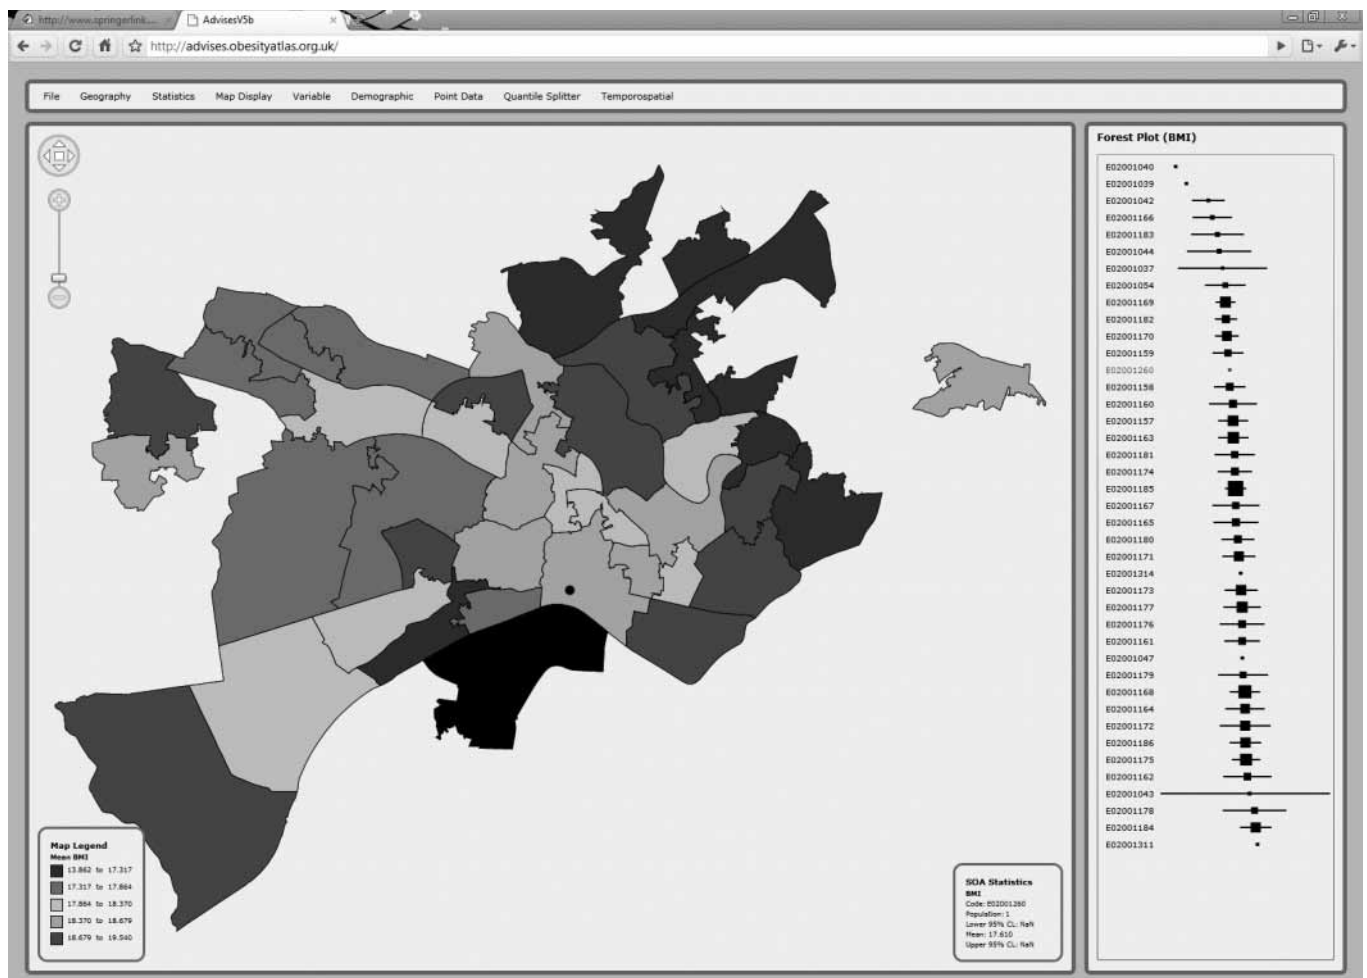 http://www.springerlink....
AdvisesV5b
http://advises.obesityatlas.org.uk/
File Geography Statistics Map Display Variable Demographic Point Data Quantile Splitter Temporospatial
Forest Plot (BMI)
E02001040
E02001039
E02001042
E02001166
E02001183
E02001044
E02001037
E02001054
E02001169
E02001182
E02001170
E02001159
E02001260
E02001158
E02001160
E02001157
E02001163
E02001181
E02001174
E02001185
E02001167
E02001165
E02001180
E02001171
E02001314
E02001173
E02001177
E02001176
E02001161
E02001047
E02001179
E02001168
E02001164
E02001172
E02001186
E02001175
E02001162
E02001043
E02001178
E02001184
E02001311
Map Legend
Mean BMI
13.862 to 17.317
17.317 to 17.864
17.864 to 18.370
18.370 to 18.679
18.679 to 19.540
SOA Statistics
BMI
Code: E02001260
Population: 1
Lower 95% CL: NaN
Mean: 17.610
Upper 95% CL: NaN